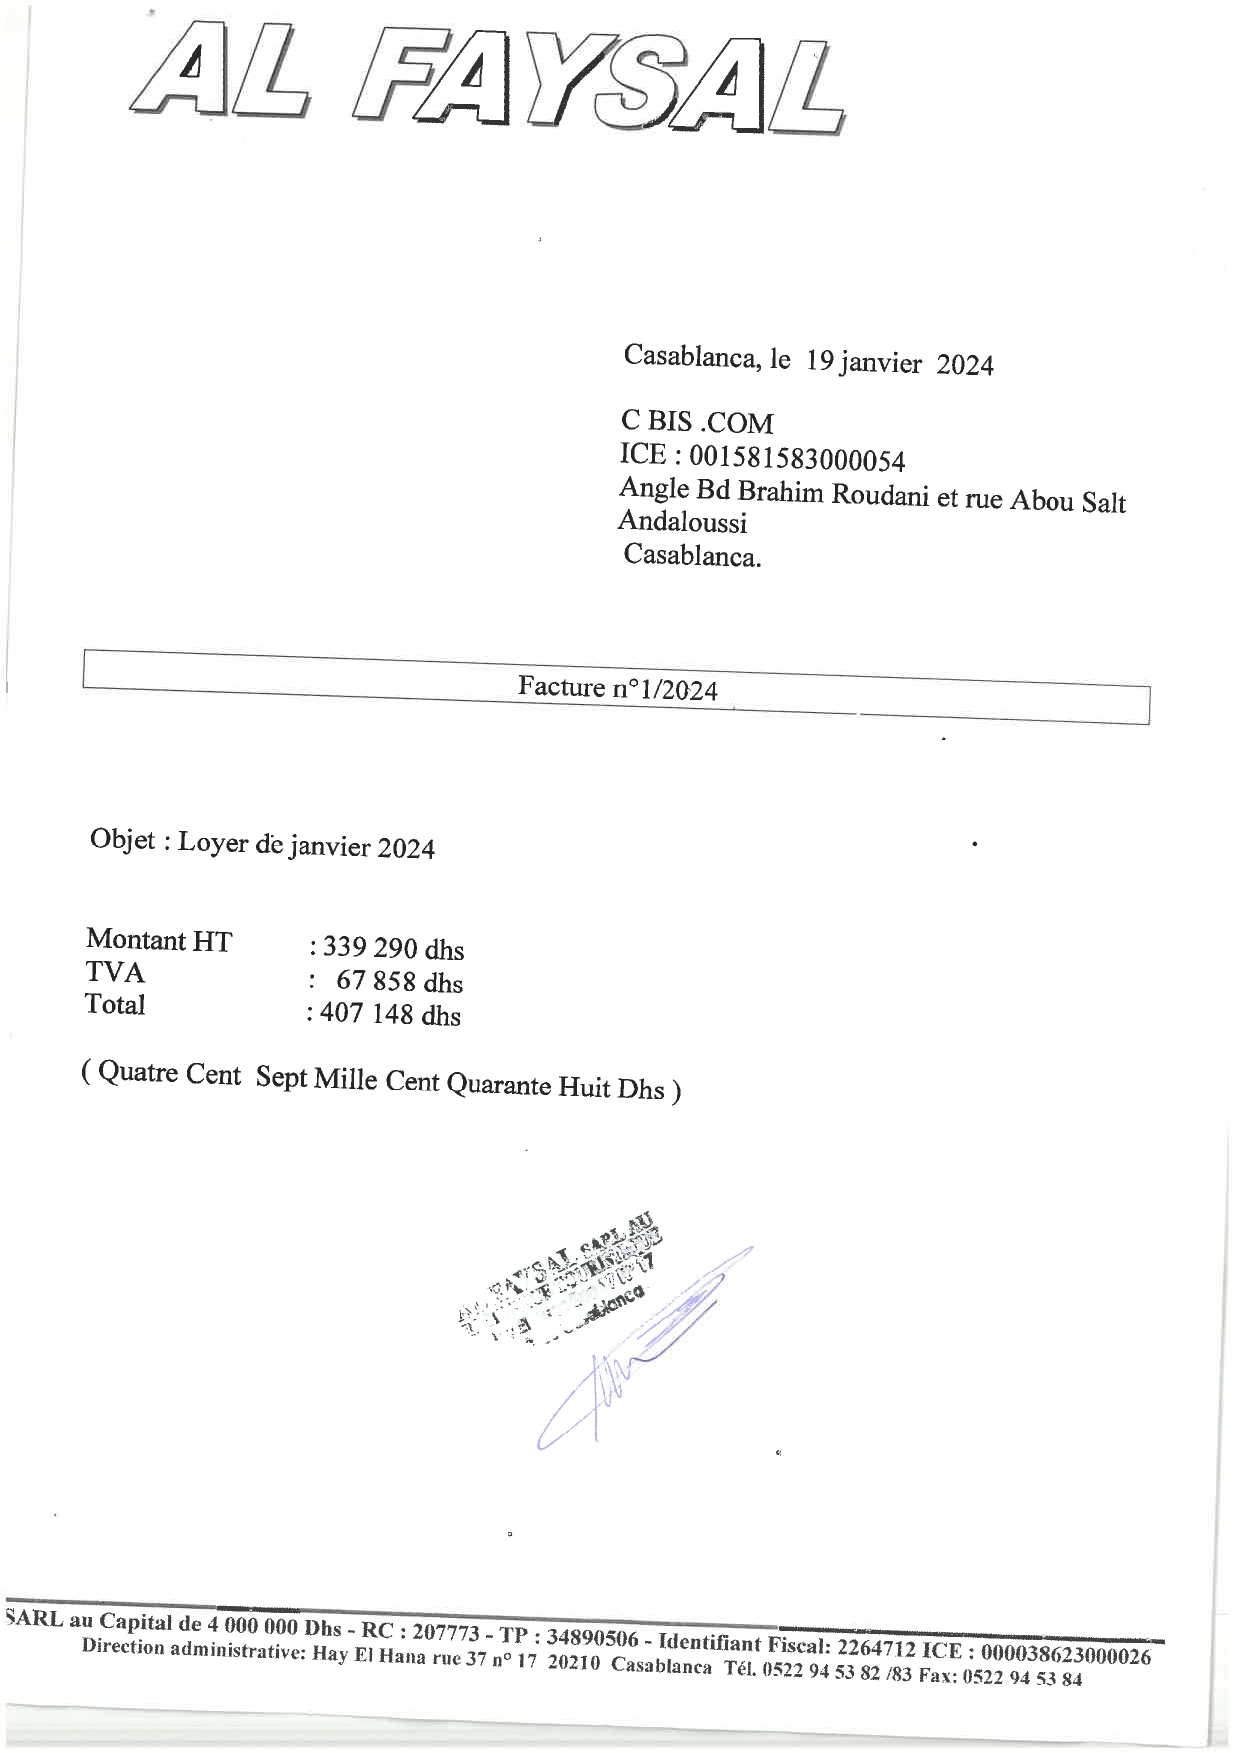 AL FAYSAL
Casablanca, le 19 janvier 2024
C BIS .COM
ICE : 001581583000054
Angle Bd Brahim Roudani et rue Abou Salt
Andaloussi
Casablanca.
Facture n°1/2024
Objet : Loyer de janvier 2024
Montant HT : 339 290 dhs
TVA : 67 858 dhs
Total : 407 148 dhs
( Quatre Cent Sept Mille Cent Quarante Huit Dhs )
FAYSAL SARL AU
Casablanca
SARL au Capital de 4 000 000 Dhs - RC : 207773 - TP : 34890506 - Identifiant Fiscal: 2264712 ICE : 000038623000026
Direction administrative: Hay El Hana rue 37 n° 17 20210 Casablanca Tél. 0522 94 53 82 /83 Fax: 0522 94 53 84